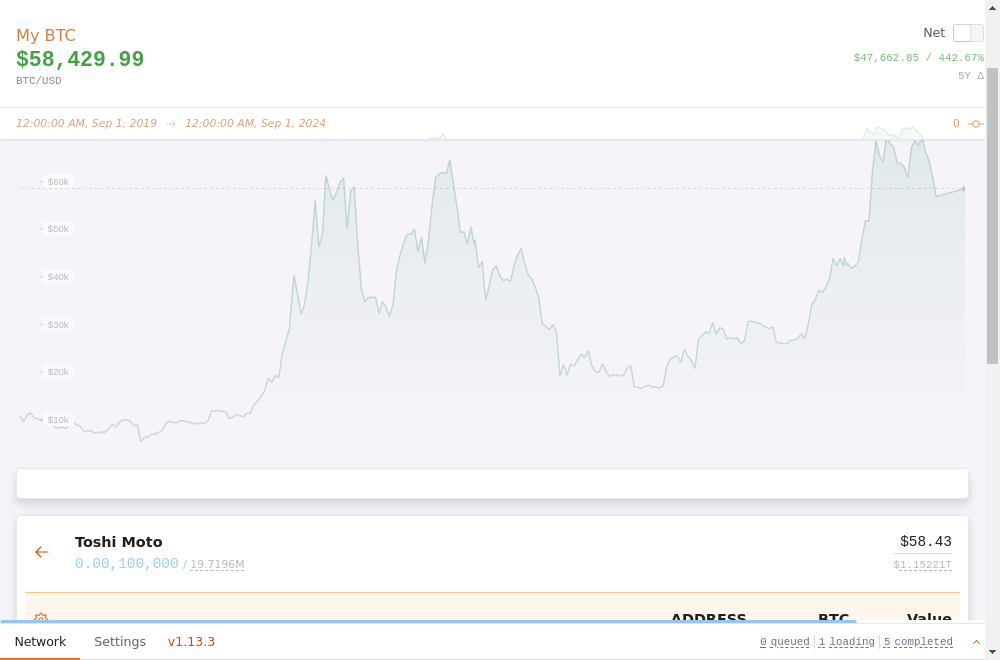 My BTC
Net
$58,429.99
$47,662.85 / 442.67%
BTC/USD
5Y Δ
12:00:00 AM, Sep 1, 2019 → 12:00:00 AM, Sep 1, 2024
0
$60k
$50k
$40k
$30k
$20k
$10k
Toshi Moto
$58.43
0.00,100,000 / 19.7196M
$1.15221T
ADDRESS BTC Value
Network Settings v1.13.3
0 queued 1 loading 5 completed